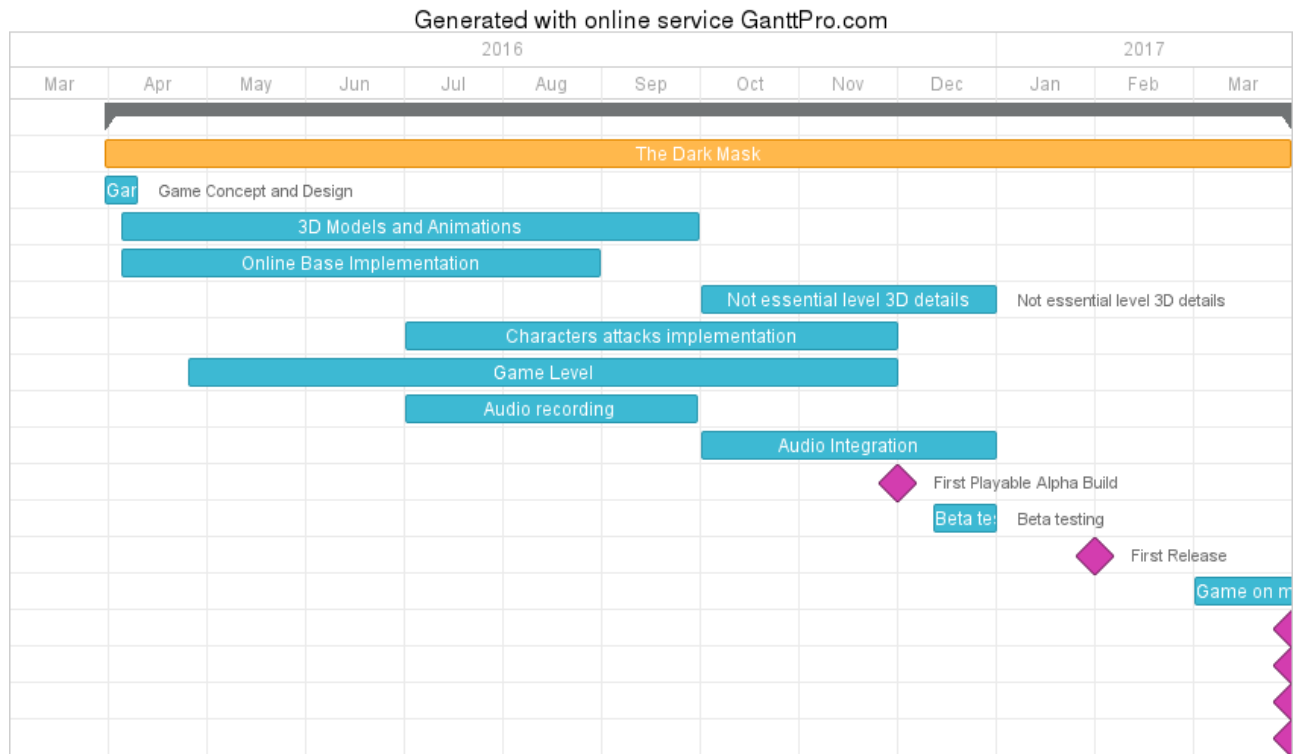 Generated with online service GanttPro.com
2016 2017
Mar Apr May Jun Jul Aug Sep Oct Nov Dec Jan Feb Mar
The Dark Mask
Gar Game Concept and Design
3D Models and Animations
Online Base Implementation
Not essential level 3D details Not essential level 3D details
Characters attacks implementation
Game Level
Audio recording
Audio Integration
First Playable Alpha Build
Beta te Beta testing
First Release
Game on